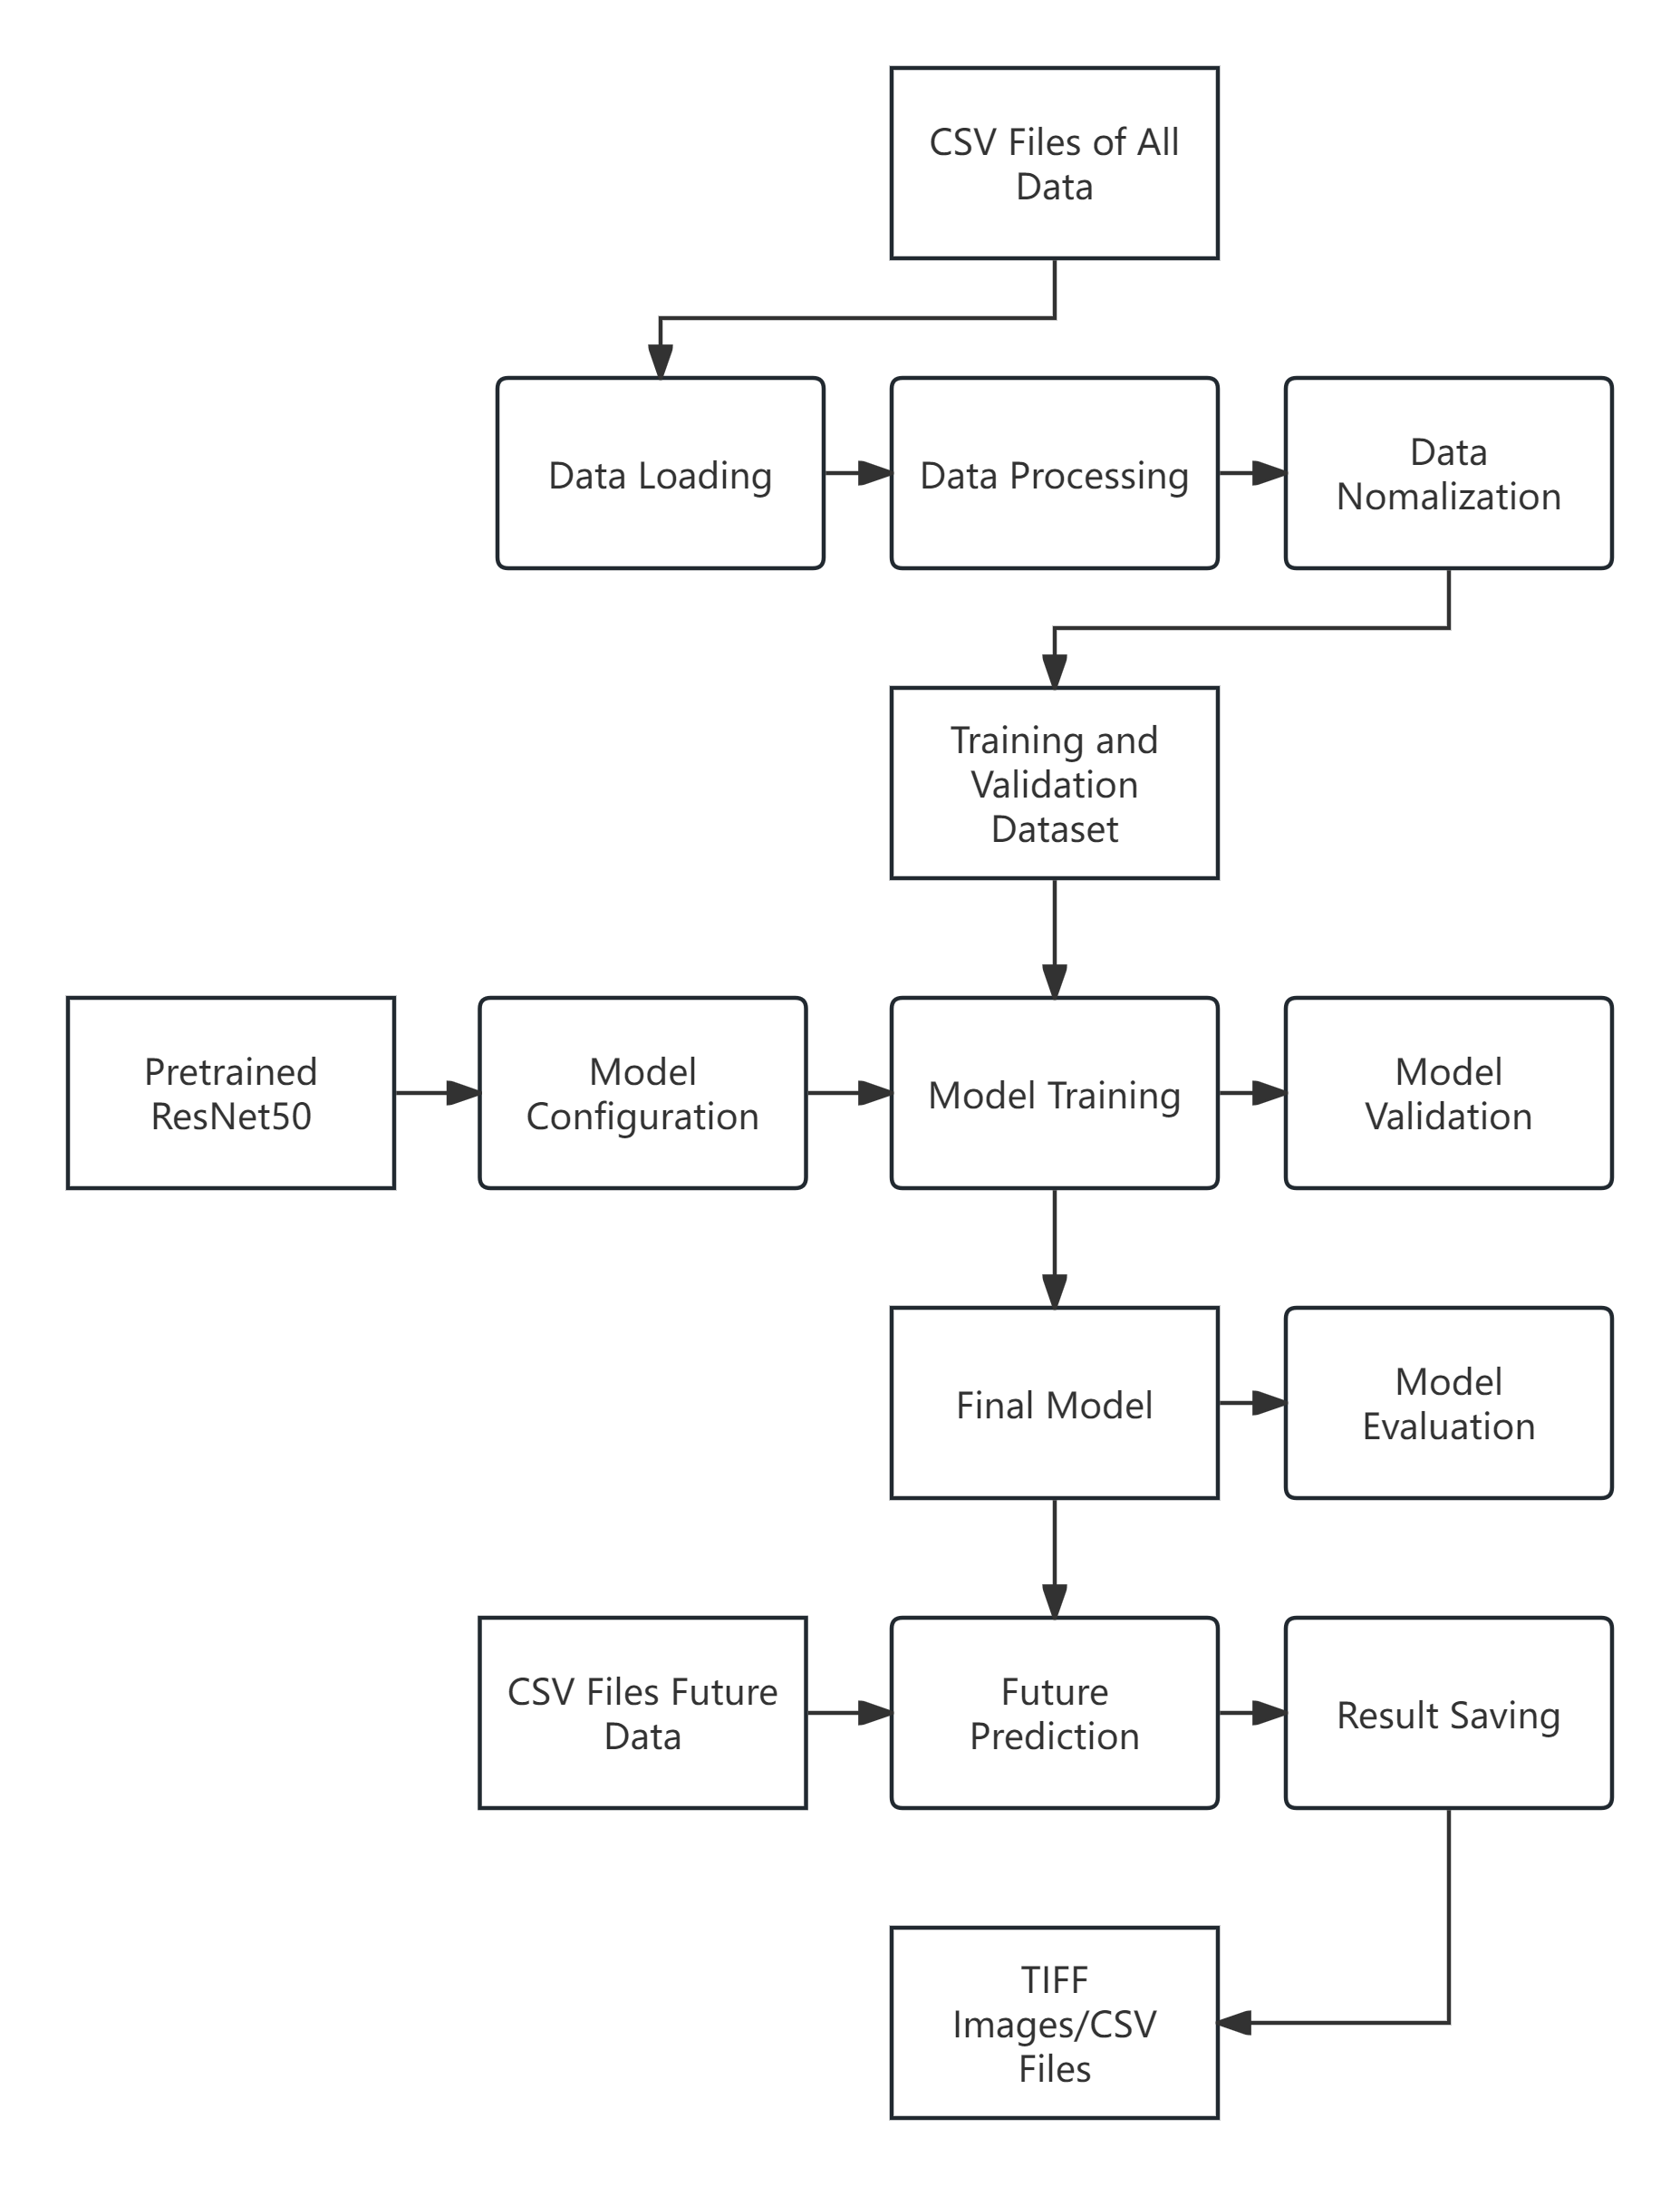 CSV Files of All
Data
Data Loading
Data Processing
Data
Nomalization
Training and
Validation
Dataset
Pretrained
ResNet50
Model
Configuration
Model Training
Model
Validation
Final Model
Model
Evaluation
CSV Files Future
Data
Future
Prediction
Result Saving
TIFF
Images/CSV
Files